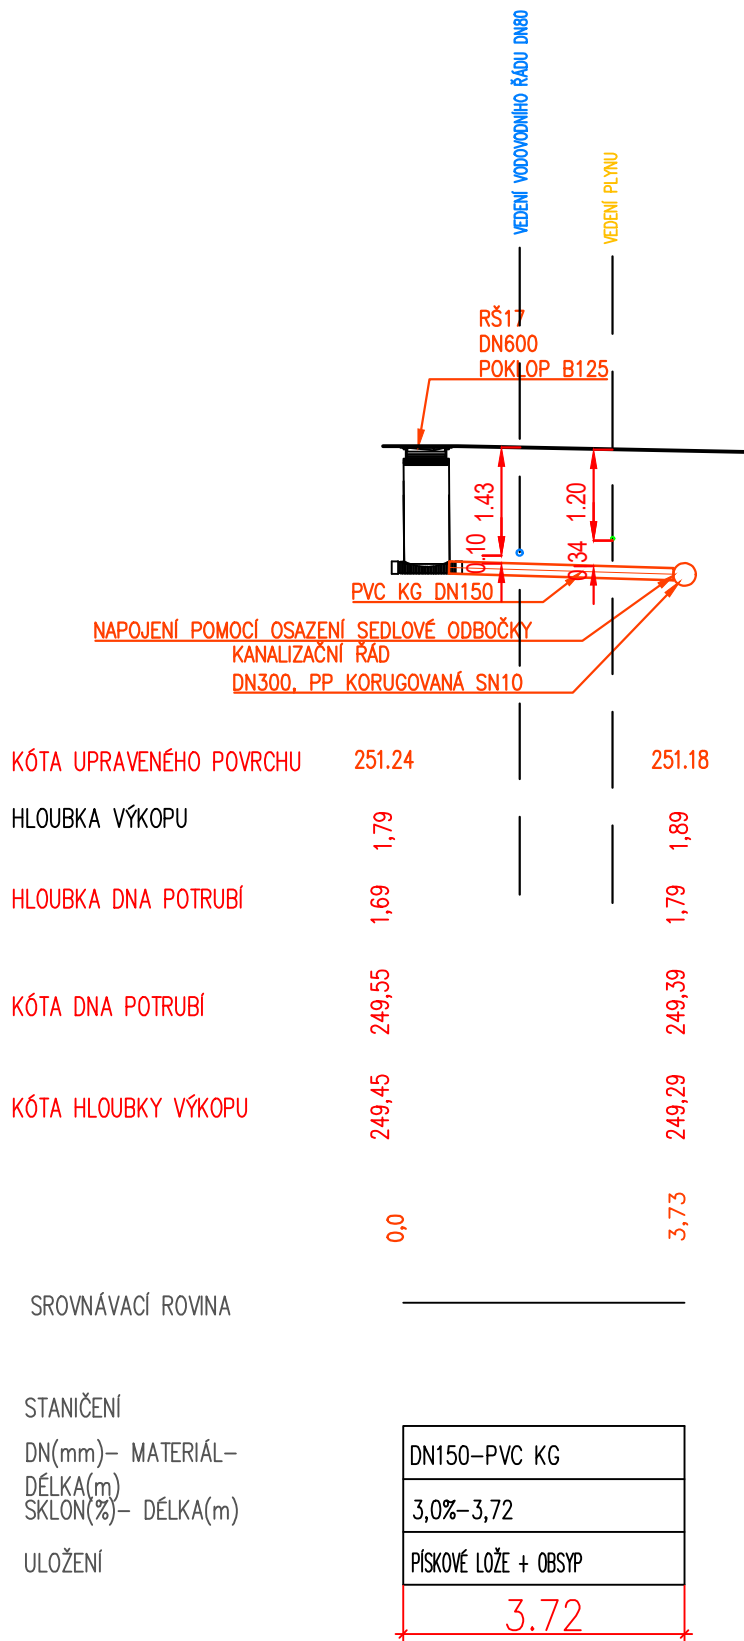 VEDENÍ VODOVODNÍHO ŘÁDU DN80
VEDENÍ PLYNU
RŠ17
DN600
POKLOP B125
1.43
1.20
0.10
0.34
PVC KG DN150
NAPOJENÍ POMOCÍ OSAZENÍ SEDLOVÉ ODBOČKY
KANALIZAČNÍ ŘÁD
DN300, PP KORUGOVANÁ SN10
KÓTA UPRAVENÉHO POVRCHU 251.24 251.18
HLOUBKA VÝKOPU 1,79 1,89
HLOUBKA DNA POTRUBÍ 1,69 1,79
KÓTA DNA POTRUBÍ 249,55 249,39
KÓTA HLOUBKY VÝKOPU 249,45 249,29
0,0 3,73
SROVNÁVACÍ ROVINA
STANIČENÍ
DN(mm)– MATERIÁL–
DÉLKA(m)
DN150–PVC KG
SKLON(%)– DÉLKA(m) 3,0%–3,72
ULOŽENÍ PÍSKOVÉ LOŽE + OBSYP
3.72